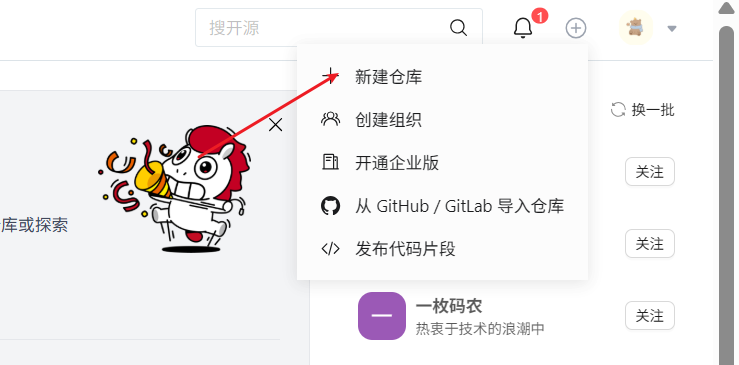 搜开源
1
新建仓库
创建组织
开通企业版
从 GitHub / GitLab 导入仓库
发布代码片段
换一批
关注
库或探索
关注
一
一枚码农
热衷于技术的浪潮中
关注